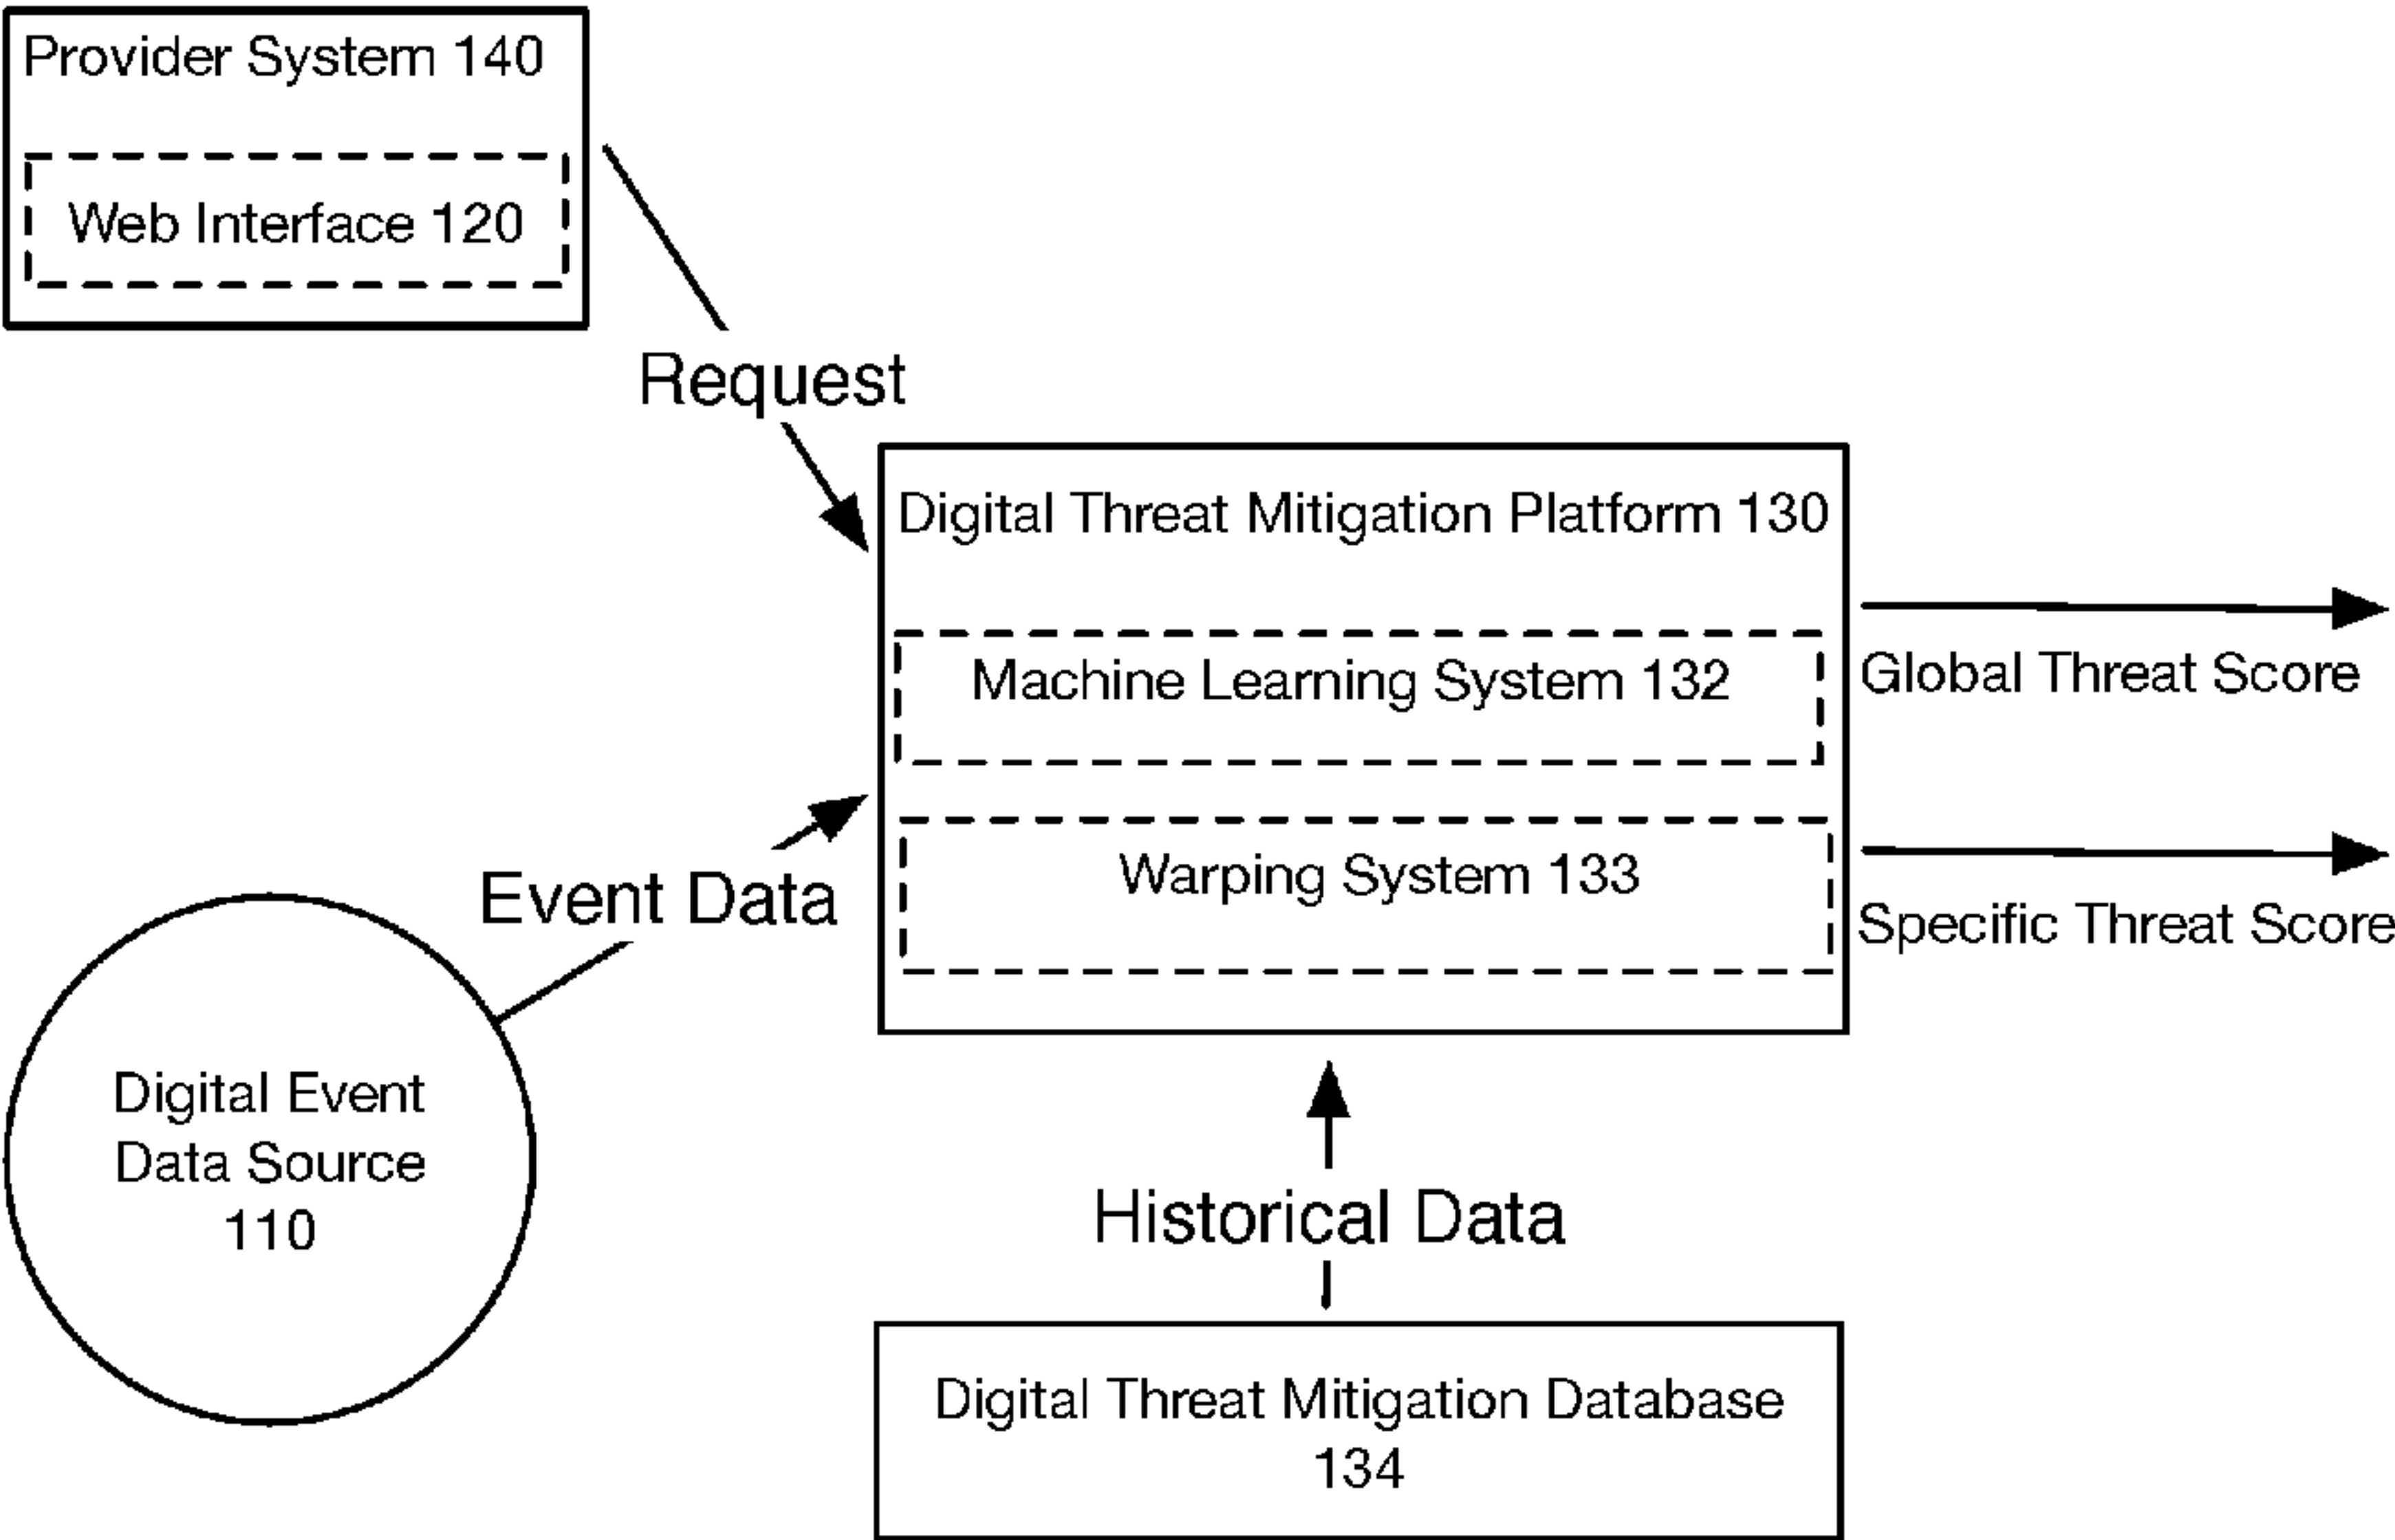 Provider System 140
Web Interface 120
Request
Digital Threat Mitigation Platform 130
Machine Learning System 132
Global Threat Score
Warping System 133
Specific Threat Score
Event Data
Digital Event
Data Source
110
Historical Data
Digital Threat Mitigation Database
134